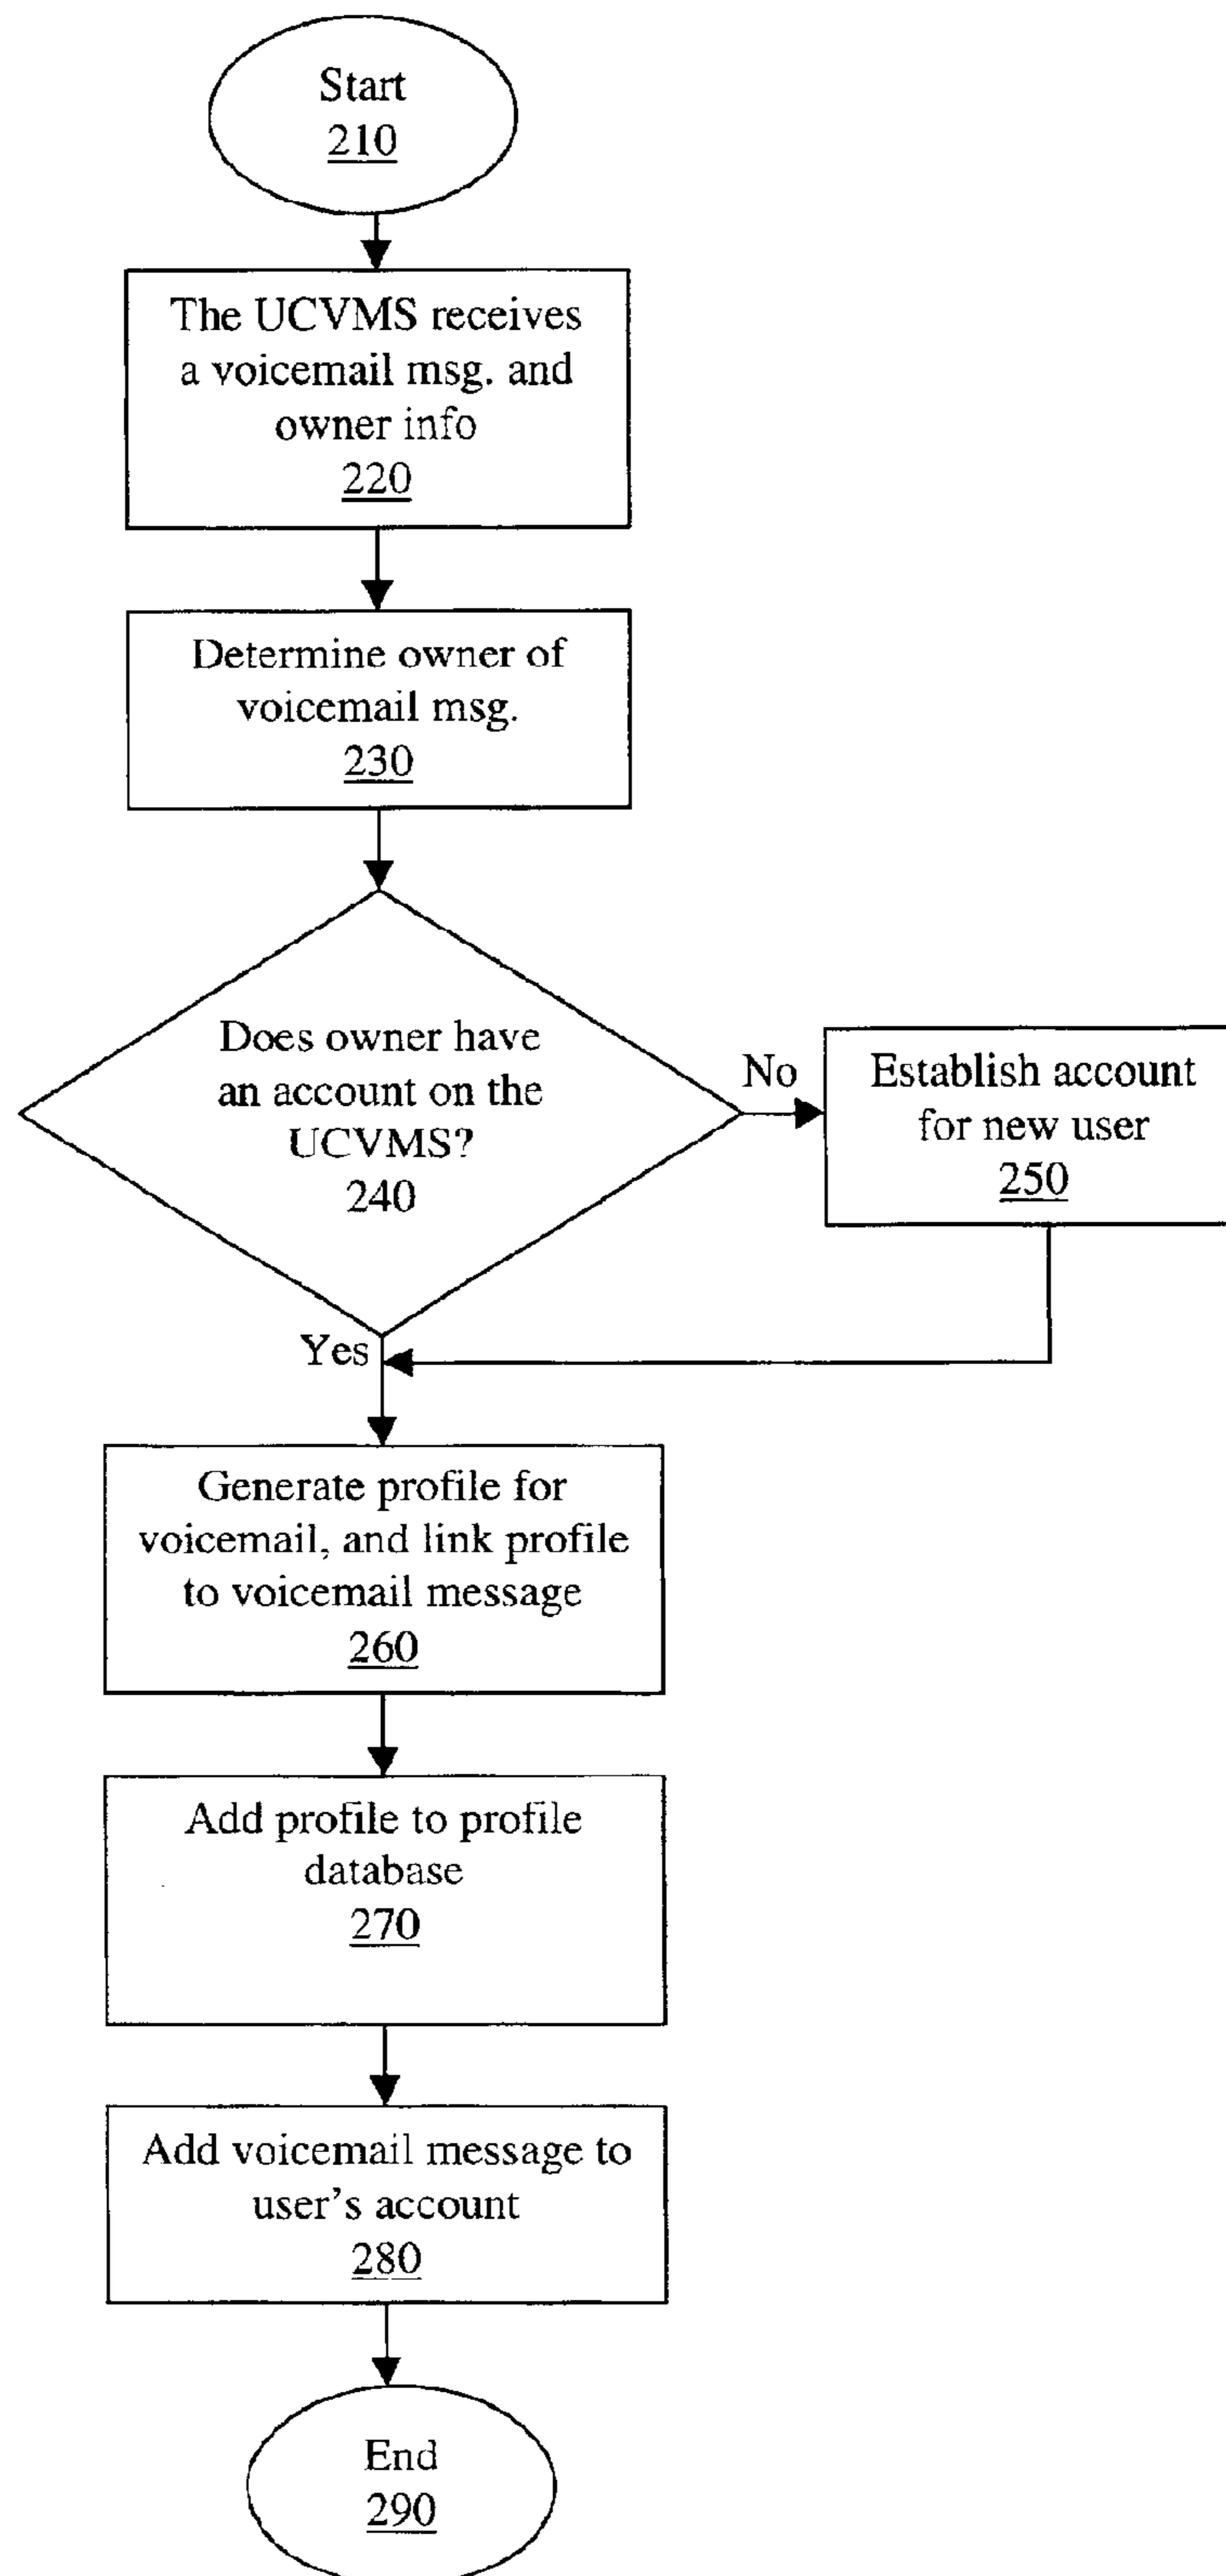 Start
210
The UCVMS receives
a voicemail msg. and
owner info
220
Determine owner of
voicemail msg.
230
Does owner have
an account on the
UCVMS?
240
No
Establish account
for new user
250
Yes
Generate profile for
voicemail, and link profile
to voicemail message
260
Add profile to profile
database
270
Add voicemail message to
user's account
280
End
290